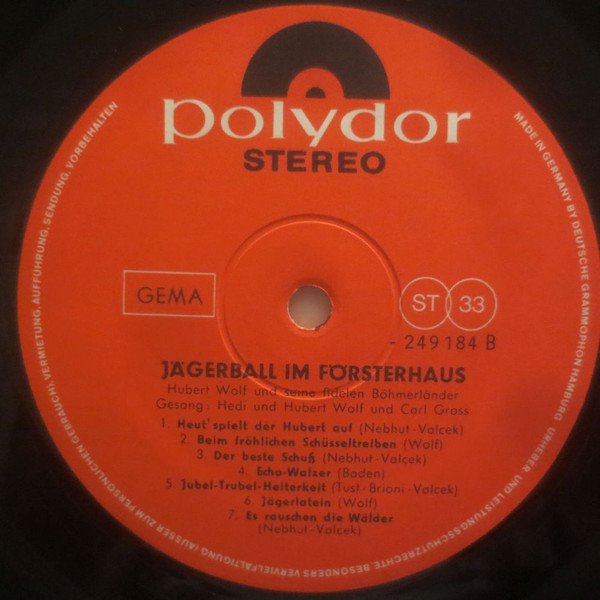 polydor
STEREO
GEMA
ST 33
- 249 184 B
JÄGERBALL IM FÖRSTERHAUS
Hubert Wolf und seine fidelen Böhmerländer
Gesang: Hedi und Hubert Wolf und Carl Gross
1. Heut' spielt der Hubert auf (Nebhut-Valcek)
2. Beim fröhlichen Schüsseltreiben (Wolf)
3. Der beste Schuß (Nebhut-Valcek)
4. Echo-Walzer (Baden)
5. Jubel-Trubel-Heiterkeit (Tust-Brioni-Valcek)
6. Jägerlatein (Wolf)
7. Es rauschen die Wälder
(Nebhut-Valcek)
MADE IN GERMANY BY DEUTSCHE GRAMMOPHON HAMBURG. URHEBER- UND LEISTUNGSSCHUTZRECHTE, BESONDERS VERVIELFÄLTIGUNG (AUSSER ZUM PERSÖNLICHEN GEBRAUCH), VERMIETUNG, AUFFÜHRUNG, SENDUNG, VORBEHALTEN